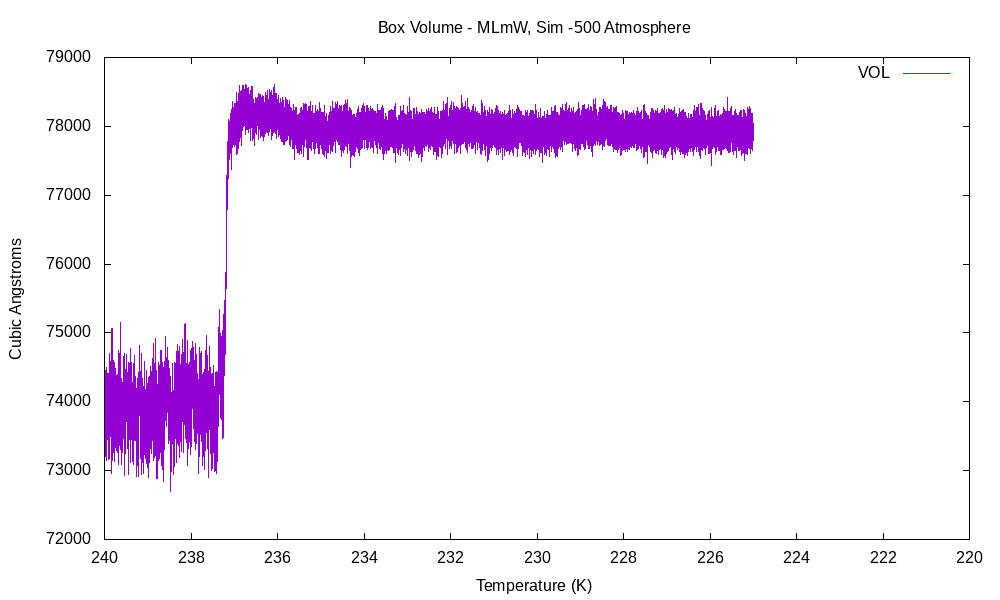 Box Volume - MLmW, Sim -500 Atmosphere
79000
VOL
78000
77000
76000
75000
74000
73000
72000
Cubic Angstroms
240 238 236 234 232 230 228 226 224 222 220
Temperature (K)